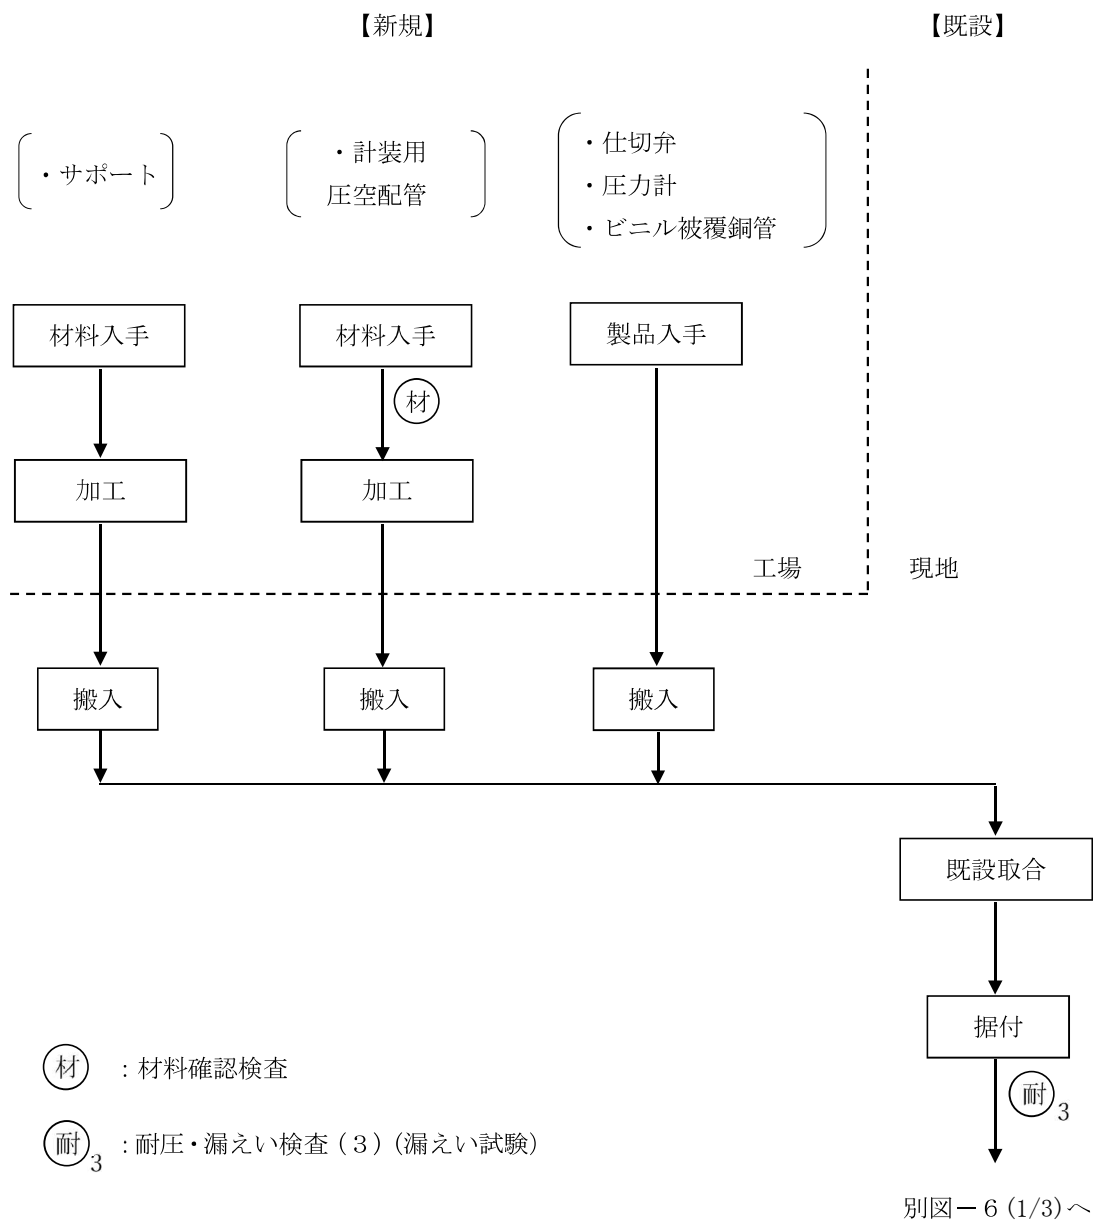 【新規】
【既設】
・サポート
・計装用
圧空配管
・仕切弁
・圧力計
・ビニル被覆銅管
材料入手
材料入手
製品入手
材
加工
加工
工場
現地
搬入
搬入
搬入
既設取合
据付
耐3
材 : 材料確認検査
耐3 : 耐圧・漏えい検査(3)(漏えい試験)
別図－6(1/3)へ